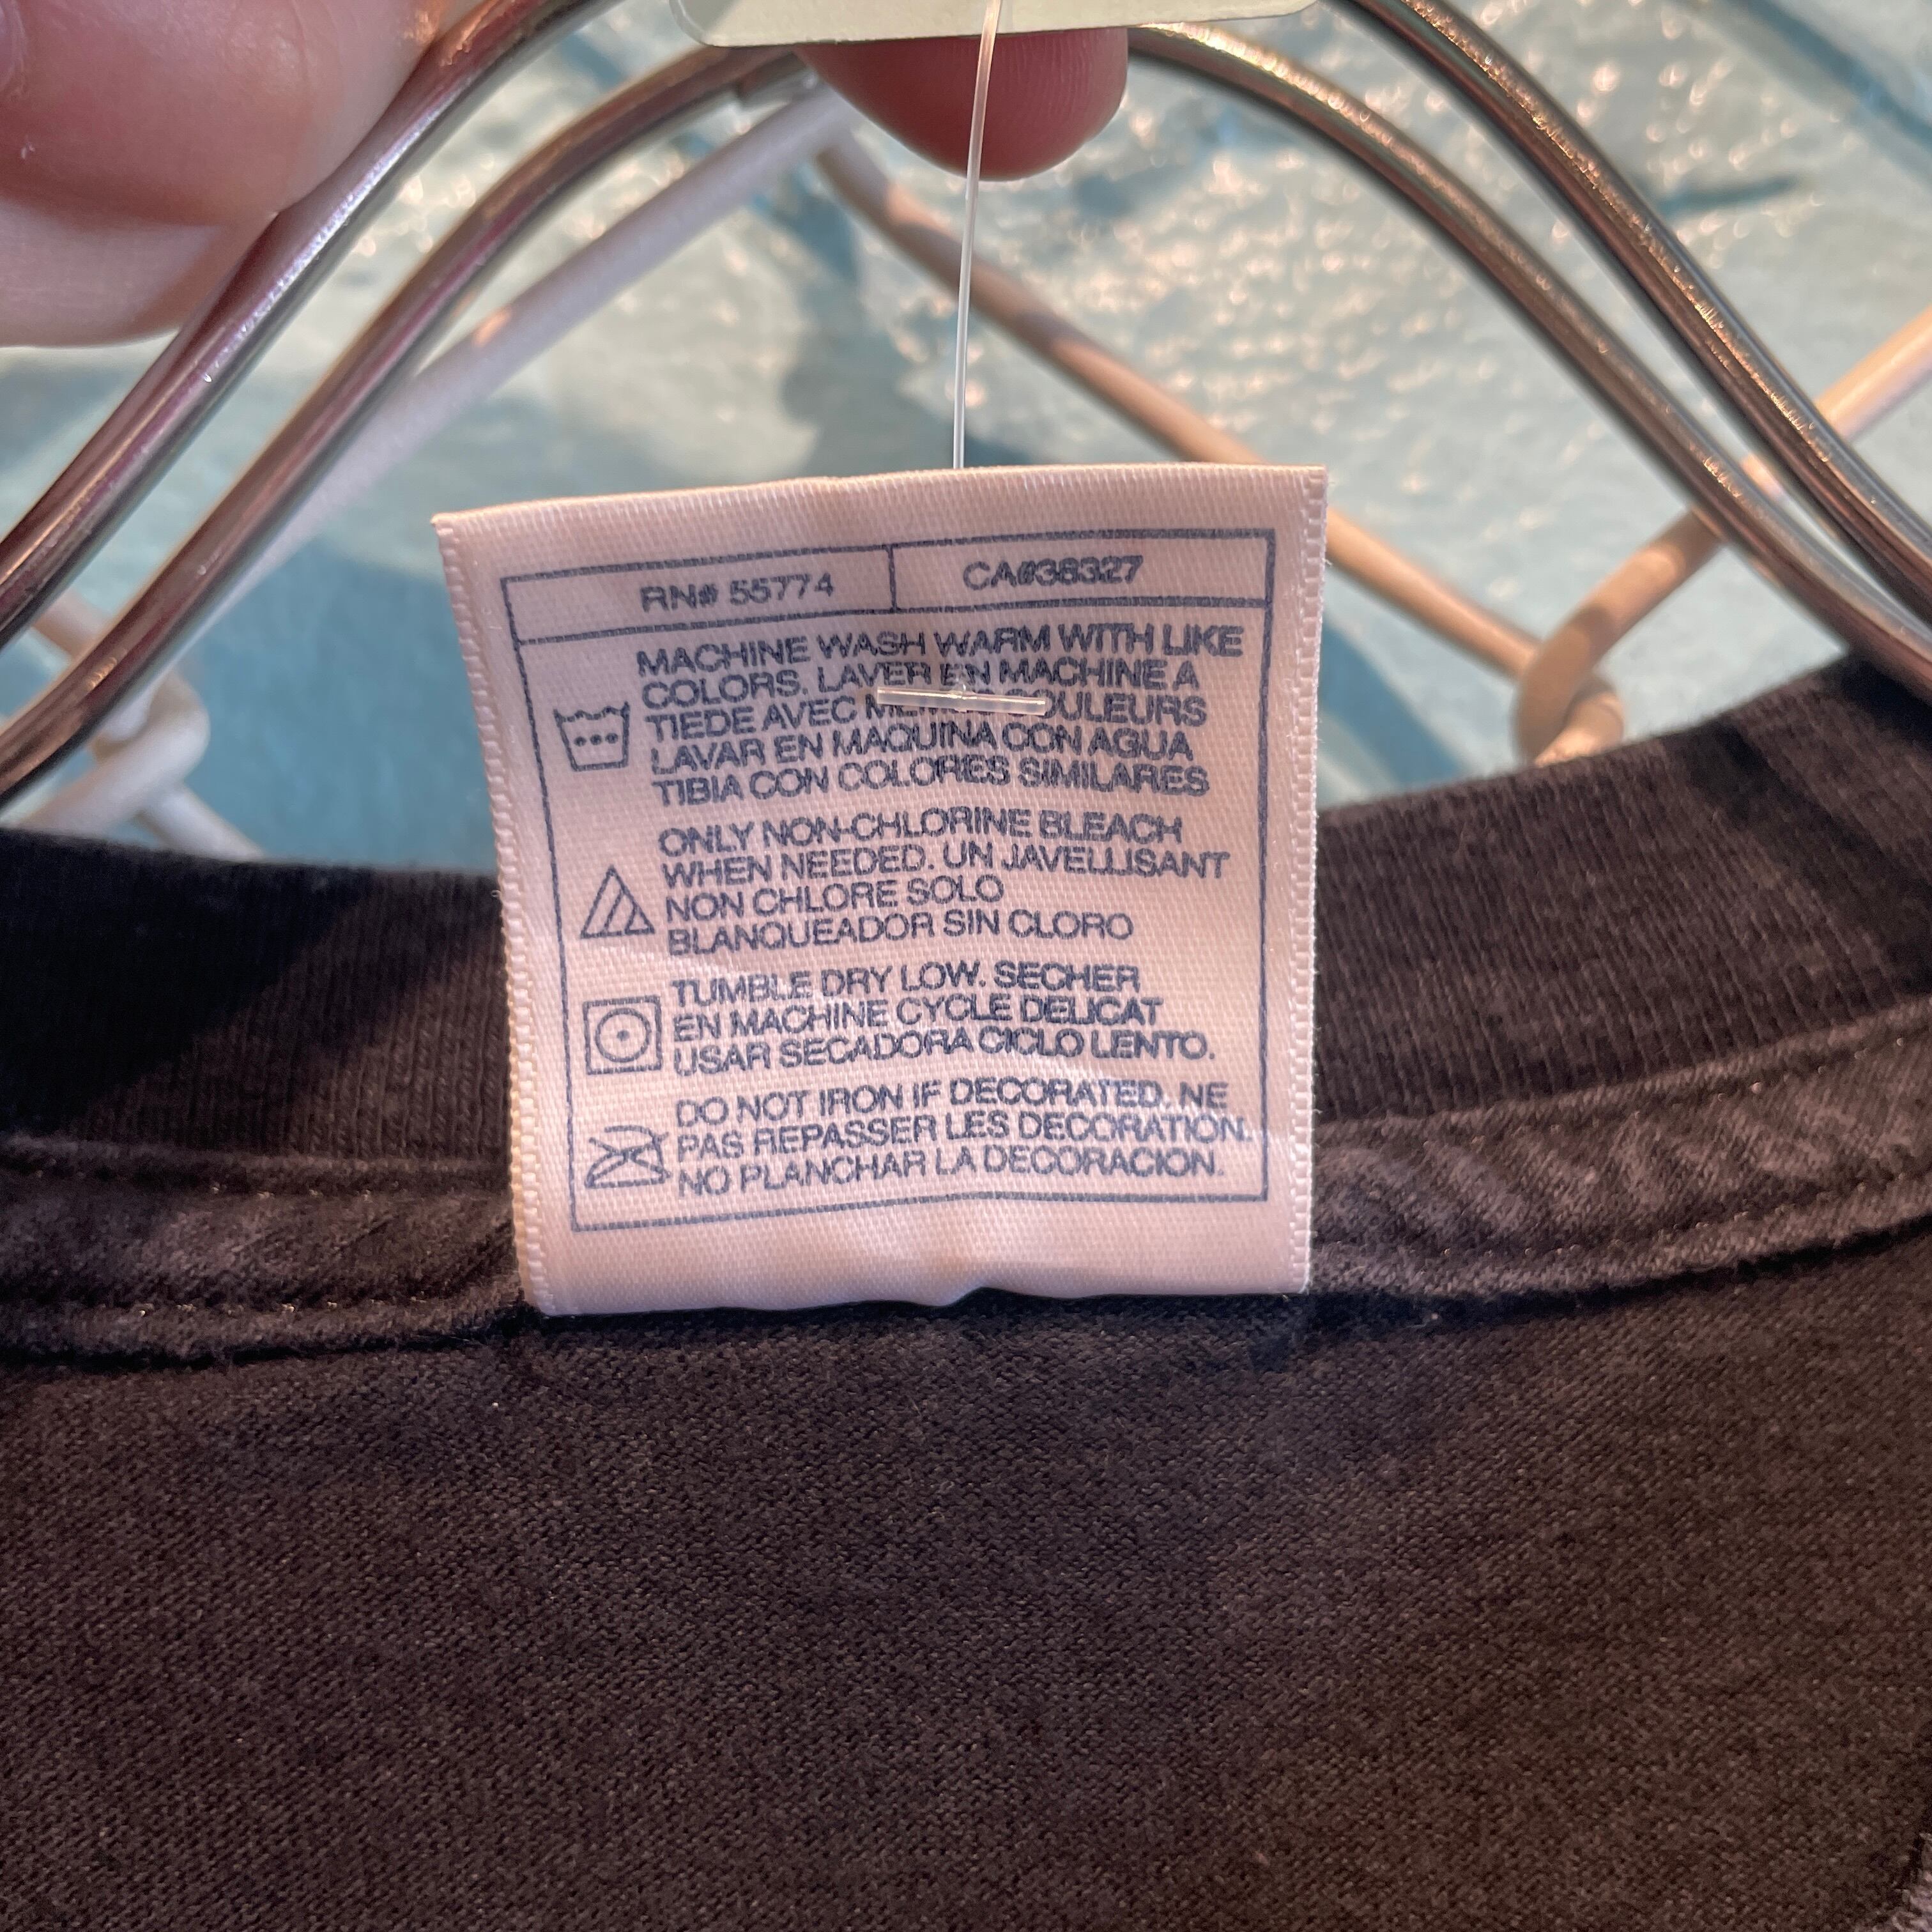 RN# 55774 CA#38327
MACHINE WASH WARM WITH LIKE
COLORS. LAVER EN MACHINE A
TIEDE AVEC COULEURS
LAVAR EN MAQUINA CON AGUA
TIBIA CON COLORES SIMILARES
ONLY NON-CHLORINE BLEACH
WHEN NEEDED. UN JAVELLISANT
NON CHLORE SOLO
BLANQUEADOR SIN CLORO
TUMBLE DRY LOW. SECHER
EN MACHINE CYCLE DELICAT
USAR SECADORA CICLO LENTO.
DO NOT IRON IF DECORATED. NE
PAS REPASSER LES DECORATION.
NO PLANCHAR LA DECORACION.